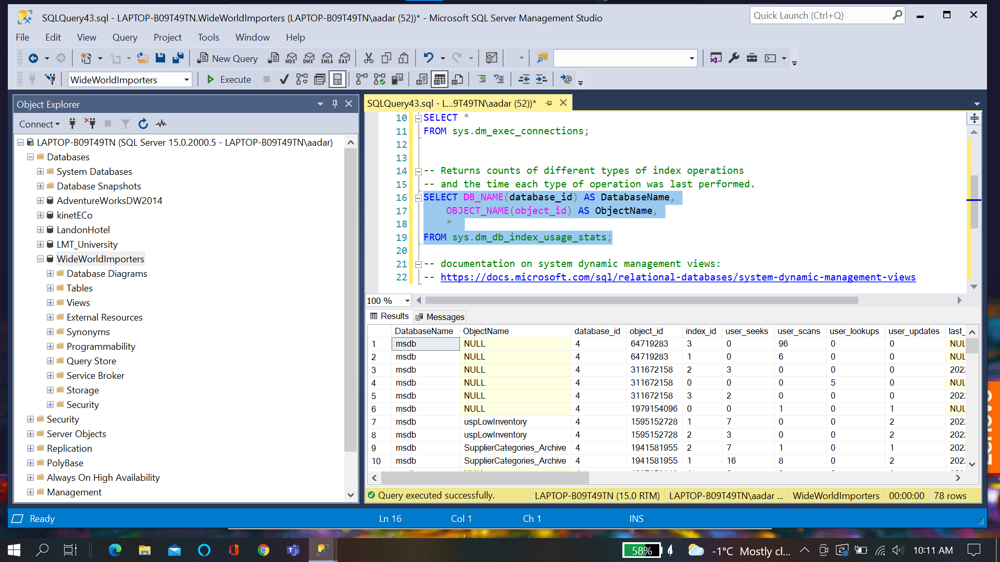 SQLQuery43.sql - LAPTOP-B09T49TN.WideWorldImporters (LAPTOP-B09T49TN\aadar (52))* - Microsoft SQL Server Management Studio
Quick Launch (Ctrl+Q)
File Edit View Query Project Tools Window Help
New Query MDX DMX XMLA DAX
WideWorldImporters Execute
Object Explorer
Connect
LAPTOP-B09T49TN (SQL Server 15.0.2000.5 - LAPTOP-B09T49TN\aadar)
Databases
System Databases
Database Snapshots
AdventureWorksDW2014
kinetECo
LandonHotel
LMT_University
WideWorldImporters
Database Diagrams
Tables
Views
External Resources
Synonyms
Programmability
Query Store
Service Broker
Storage
Security
Security
Server Objects
Replication
PolyBase
Always On High Availability
Management
SQLQuery43.sql - L...9T49TN\aadar (52))*
10 SELECT *
11 FROM sys.dm_exec_connections;
12
13
14 -- Returns counts of different types of index operations
15 -- and the time each type of operation was last performed.
16 SELECT DB_NAME(database_id) AS DatabaseName,
17 OBJECT_NAME(object_id) AS ObjectName,
18 *
19 FROM sys.dm_db_index_usage_stats;
20
21 -- documentation on system dynamic management views:
22 -- https://docs.microsoft.com/sql/relational-databases/system-dynamic-management-views
100 %
Results Messages
DatabaseName ObjectName database_id object_id index_id user_seeks user_scans user_lookups user_updates last_
1 msdb NULL 4 64719283 3 0 96 0 0 NUL
2 msdb NULL 4 64719283 1 0 6 0 0 NUL
3 msdb NULL 4 311672158 2 3 0 0 0 202
4 msdb NULL 4 311672158 0 0 0 5 0 NUL
5 msdb NULL 4 311672158 3 2 0 0 0 202
6 msdb NULL 4 1979154096 0 0 1 0 1 NUL
7 msdb uspLowInventory 4 1595152728 1 7 0 0 2 202
8 msdb uspLowInventory 4 1595152728 2 3 0 0 2 202
9 msdb SupplierCategories_Archive 4 1941581955 2 7 1 0 1 202
10 msdb SupplierCategories_Archive 4 1941581955 1 16 8 0 2 202
Query executed successfully. LAPTOP-B09T49TN (15.0 RTM) LAPTOP-B09T49TN\aadar ... WideWorldImporters 00:00:00 78 rows
Ready Ln 16 Col 1 Ch 1 INS
Lenovo
58% -1°C Mostly cl... 10:11 AM